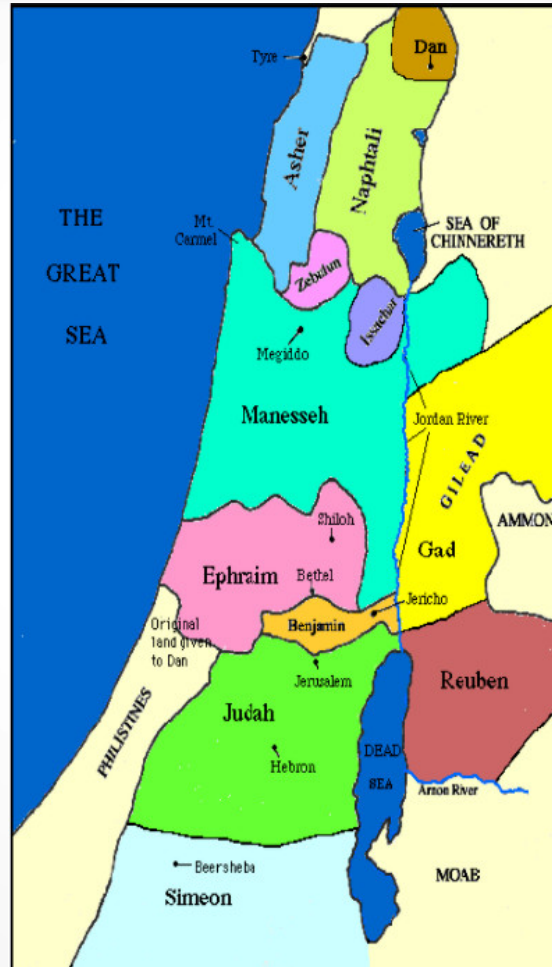 Dan
Tyre
Asher
Naphtali
THE
GREAT
SEA
Mt.
Carmel
SEA OF
CHINNERETH
Zebulun
Issachar
Megiddo
Manesseh
Jordan River
GILEAD
AMMON
Shiloh
Gad
Ephraim
Bethel
Jericho
Benjamin
Original
land given
to Dan
Jerusalem
Reuben
Judah
PHILISTINES
Hebron
DEAD
SEA
Arnon River
Beersheba
MOAB
Simeon